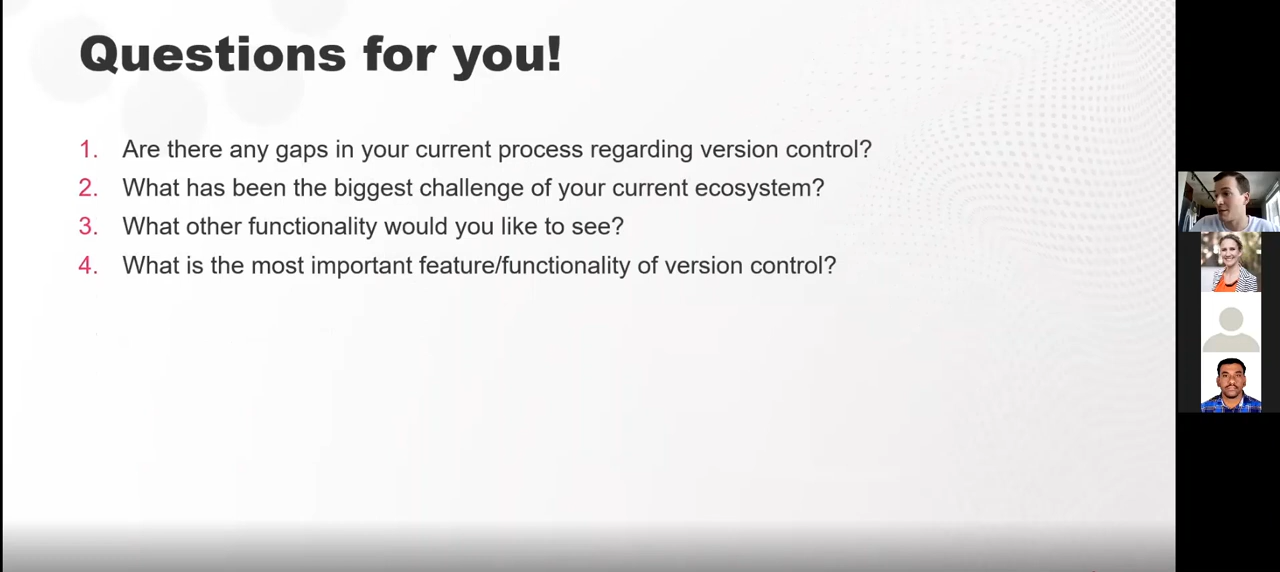 Questions for you!
1. Are there any gaps in your current process regarding version control?
2. What has been the biggest challenge of your current ecosystem?
3. What other functionality would you like to see?
4. What is the most important feature/functionality of version control?